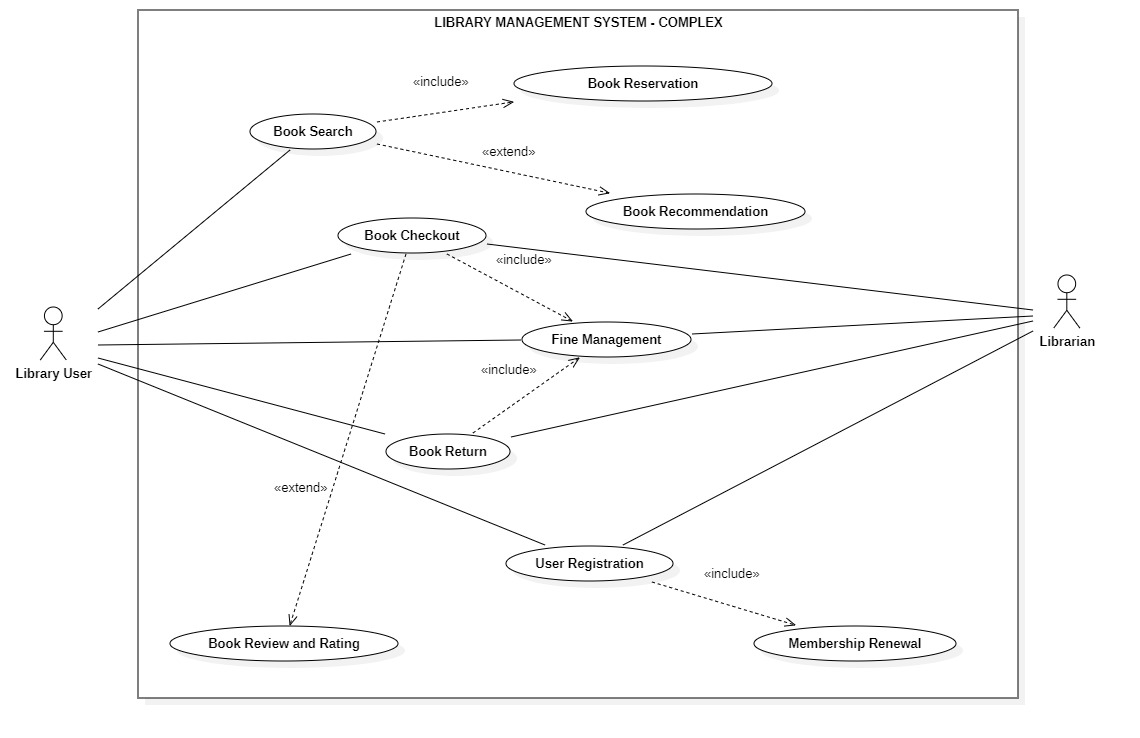 LIBRARY MANAGEMENT SYSTEM - COMPLEX
«include»
Book Reservation
Book Search
«extend»
Book Recommendation
Book Checkout
«include»
Fine Management
Library User
Librarian
«include»
Book Return
«extend»
User Registration
«include»
Book Review and Rating
Membership Renewal